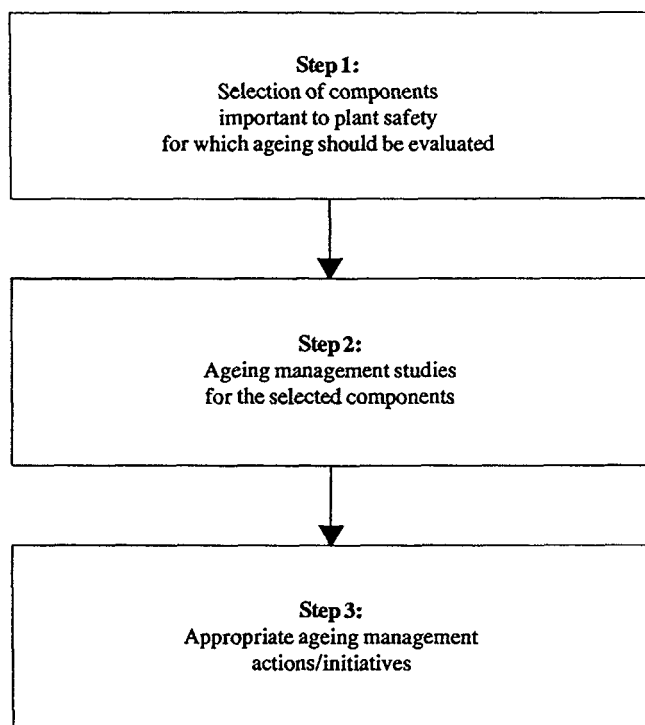 Step 1:
Selection of components
important to plant safety
for which ageing should be evaluated
Step 2:
Ageing management studies
for the selected components
Step 3:
Appropriate ageing management
actions/initiatives